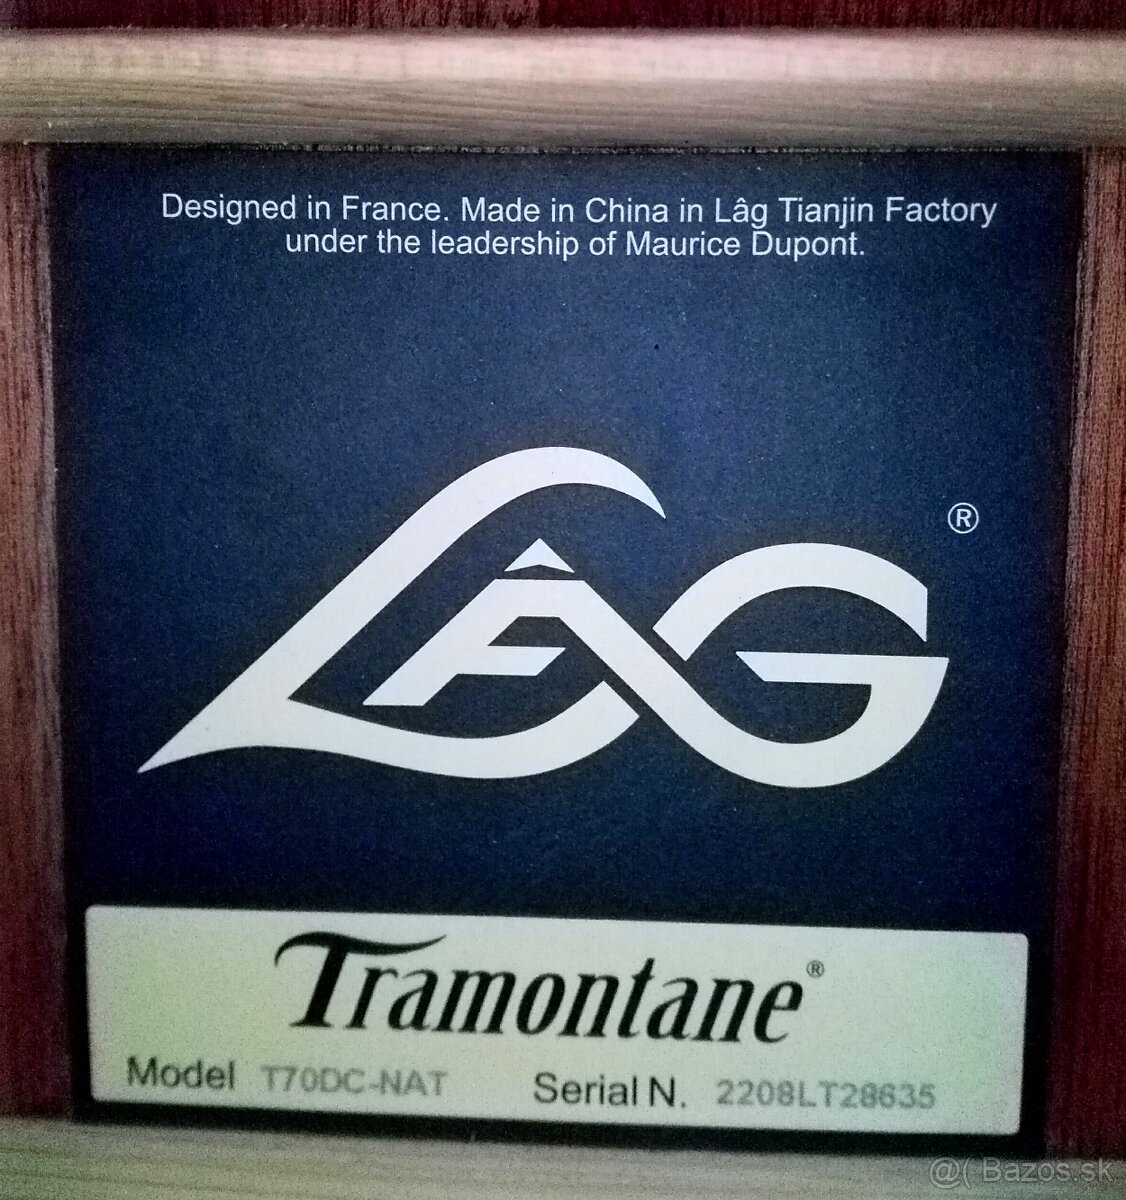 Designed in France. Made in China in Lâg Tianjin Factory
under the leadership of Maurice Dupont.
LÂG ®
Tramontane®
Model T70DC-NAT Serial N. 2208LT28635
@( Bazos.sk